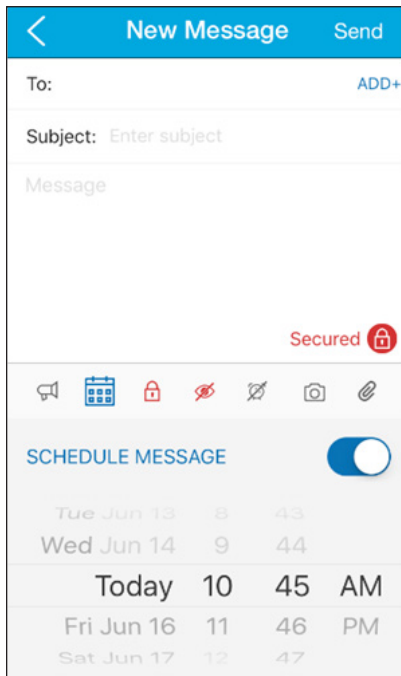 New Message Send
To: ADD+
Subject: Enter subject
Message
Secured
SCHEDULE MESSAGE
Tue Jun 13 8 43
Wed Jun 14 9 44
Today 10 45 AM
Fri Jun 16 11 46 PM
Sat Jun 17 12 47